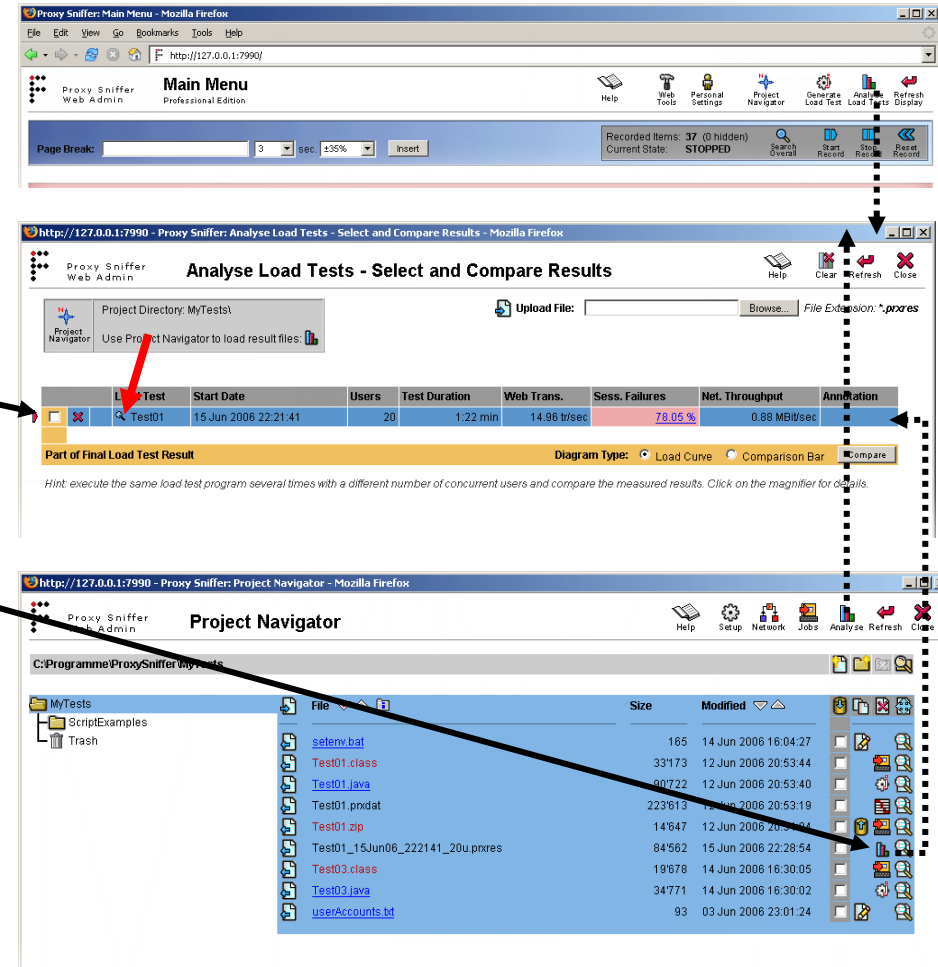 Proxy Sniffer: Main Menu - Mozilla Firefox
File Edit View Go Bookmarks Tools Help
http://127.0.0.1:7990/
Proxy Sniffer
Web Admin
Main Menu
Professional Edition
Help
Web Tools
Personal Settings
Project Navigator
Generate Load Test
Analyse Load Tests
Refresh Display
Page Break:
3
sec.
±35%
Insert
Recorded Items: 37 (0 hidden)
Current State: STOPPED
Search Overall
Start Record
Stop Record
Reset Record
http://127.0.0.1:7990 - Proxy Sniffer: Analyse Load Tests - Select and Compare Results - Mozilla Firefox
Proxy Sniffer
Web Admin
Analyse Load Tests - Select and Compare Results
Help Clear Refresh Close
Project Navigator
Project Directory: MyTests\
Use Project Navigator to load result files:
Upload File:
Browse...
File Extension: *.prxres
Load Test Start Date Users Test Duration Web Trans. Sess. Failures Net. Throughput Annotation
Test01 15 Jun 2006 22:21:41 20 1:22 min 14.96 tr/sec 78.05 % 0.88 MBit/sec
Part of Final Load Test Result
Diagram Type: Load Curve Comparison Bar Compare
Hint: execute the same load test program several times with a different number of concurrent users and compare the measured results. Click on the magnifier for details.
http://127.0.0.1:7990 - Proxy Sniffer: Project Navigator - Mozilla Firefox
Proxy Sniffer
Web Admin
Project Navigator
Help Setup Network Jobs Analyse Refresh Close
C:\Programme\ProxySniffer\MyTests
MyTests
ScriptExamples
Trash
File Size Modified
setenv.bat 165 14 Jun 2006 16:04:27
Test01.class 33'173 12 Jun 2006 20:53:44
Test01.java 90'722 12 Jun 2006 20:53:40
Test01.prxdat 223'613 12 Jun 2006 20:53:19
Test01.zip 14'647 12 Jun 2006
Test01_15Jun06_222141_20u.prxres 84'562 15 Jun 2006 22:28:54
Test03.class 19'678 14 Jun 2006 16:30:05
Test03.java 34'771 14 Jun 2006 16:30:02
userAccounts.txt 93 03 Jun 2006 23:01:24